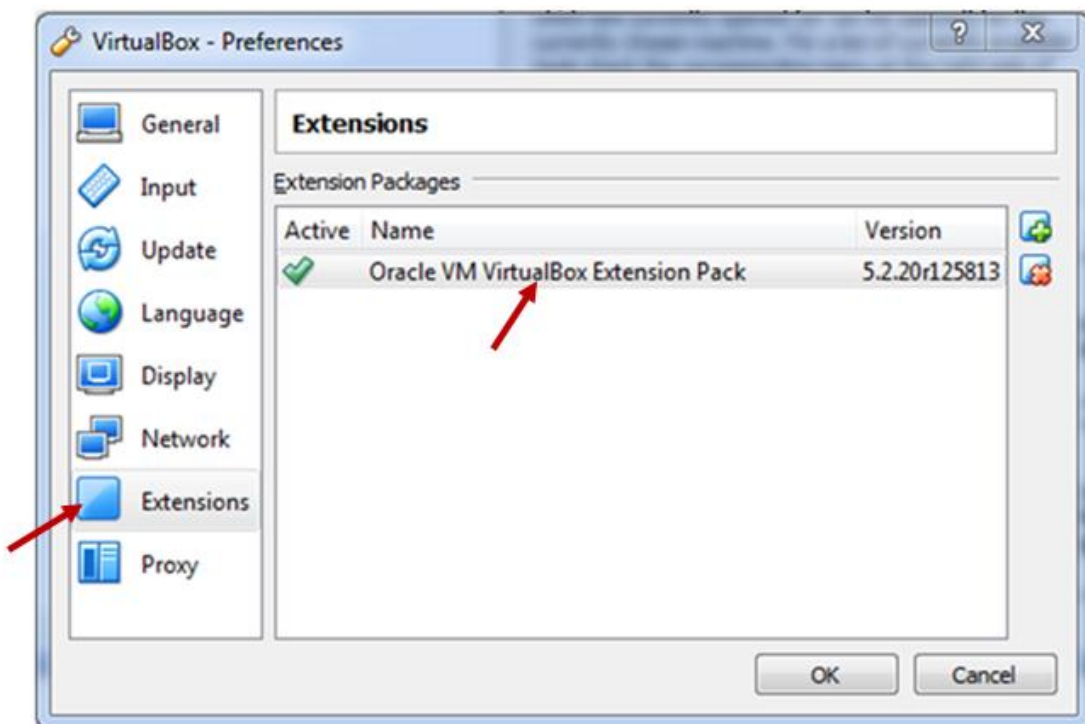 VirtualBox - Preferences
General
Input
Update
Language
Display
Network
Extensions
Proxy
Extensions
Extension Packages
Active Name Version
Oracle VM VirtualBox Extension Pack 5.2.20r125813
OK Cancel